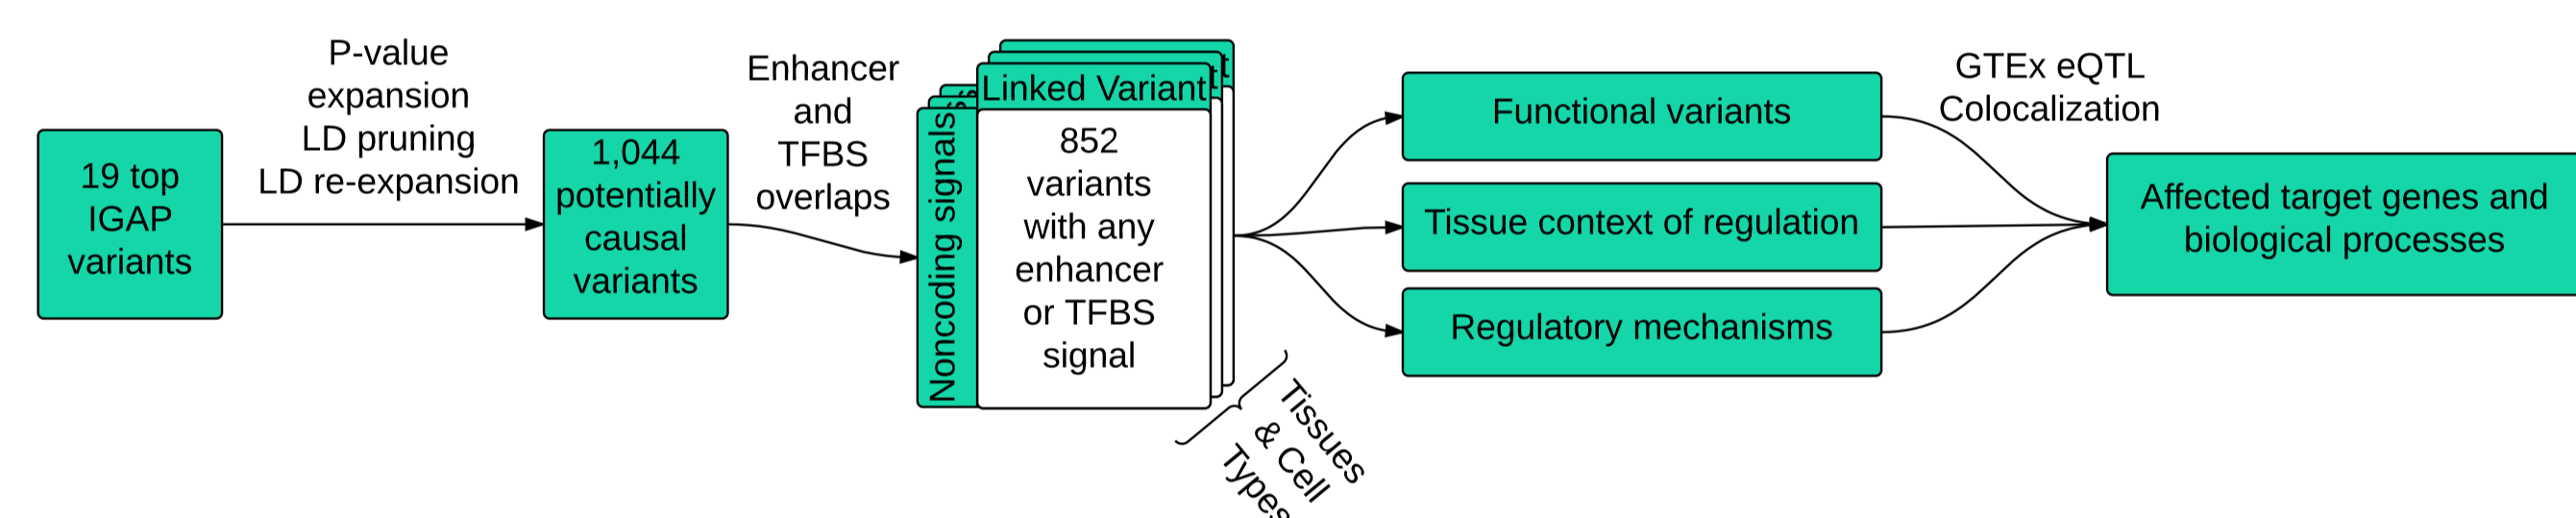 19 top
IGAP
variants
P-value
expansion
LD pruning
LD re-expansion
1,044
potentially
causal
variants
Enhancer
and
TFBS
overlaps
Noncoding signals
Linked Variant
852
variants
with any
enhancer
or TFBS
signal
Tissues
& Cell
Types
Functional variants
Tissue context of regulation
Regulatory mechanisms
GTEx eQTL
Colocalization
Affected target genes and
biological processes